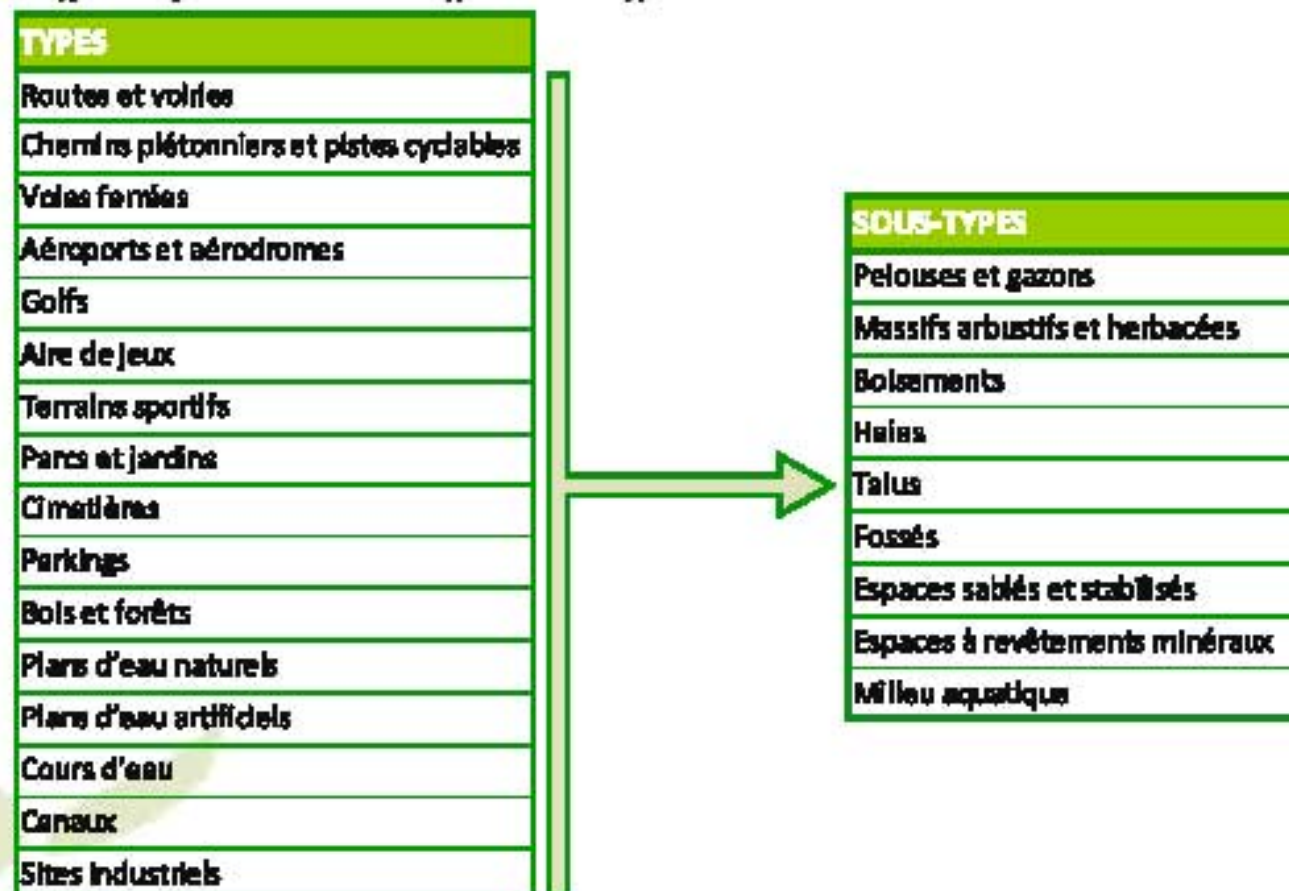 TYPES
Routes et voiries
Chemins piétonniers et pistes cyclables
Voies ferrées
Aéroports et aérodromes
Golfs
Aire de jeux
Terrains sportifs
Parcs et jardins
Cimetières
Parkings
Bois et forêts
Plans d'eau naturels
Plans d'eau artificiels
Cours d'eau
Canaux
Sites industriels
SOUS-TYPES
Pelouses et gazons
Massifs arbustifs et herbacées
Boisements
Haies
Talus
Fossés
Espaces sablés et stabilisés
Espaces à revêtements minéraux
Milieu aquatique